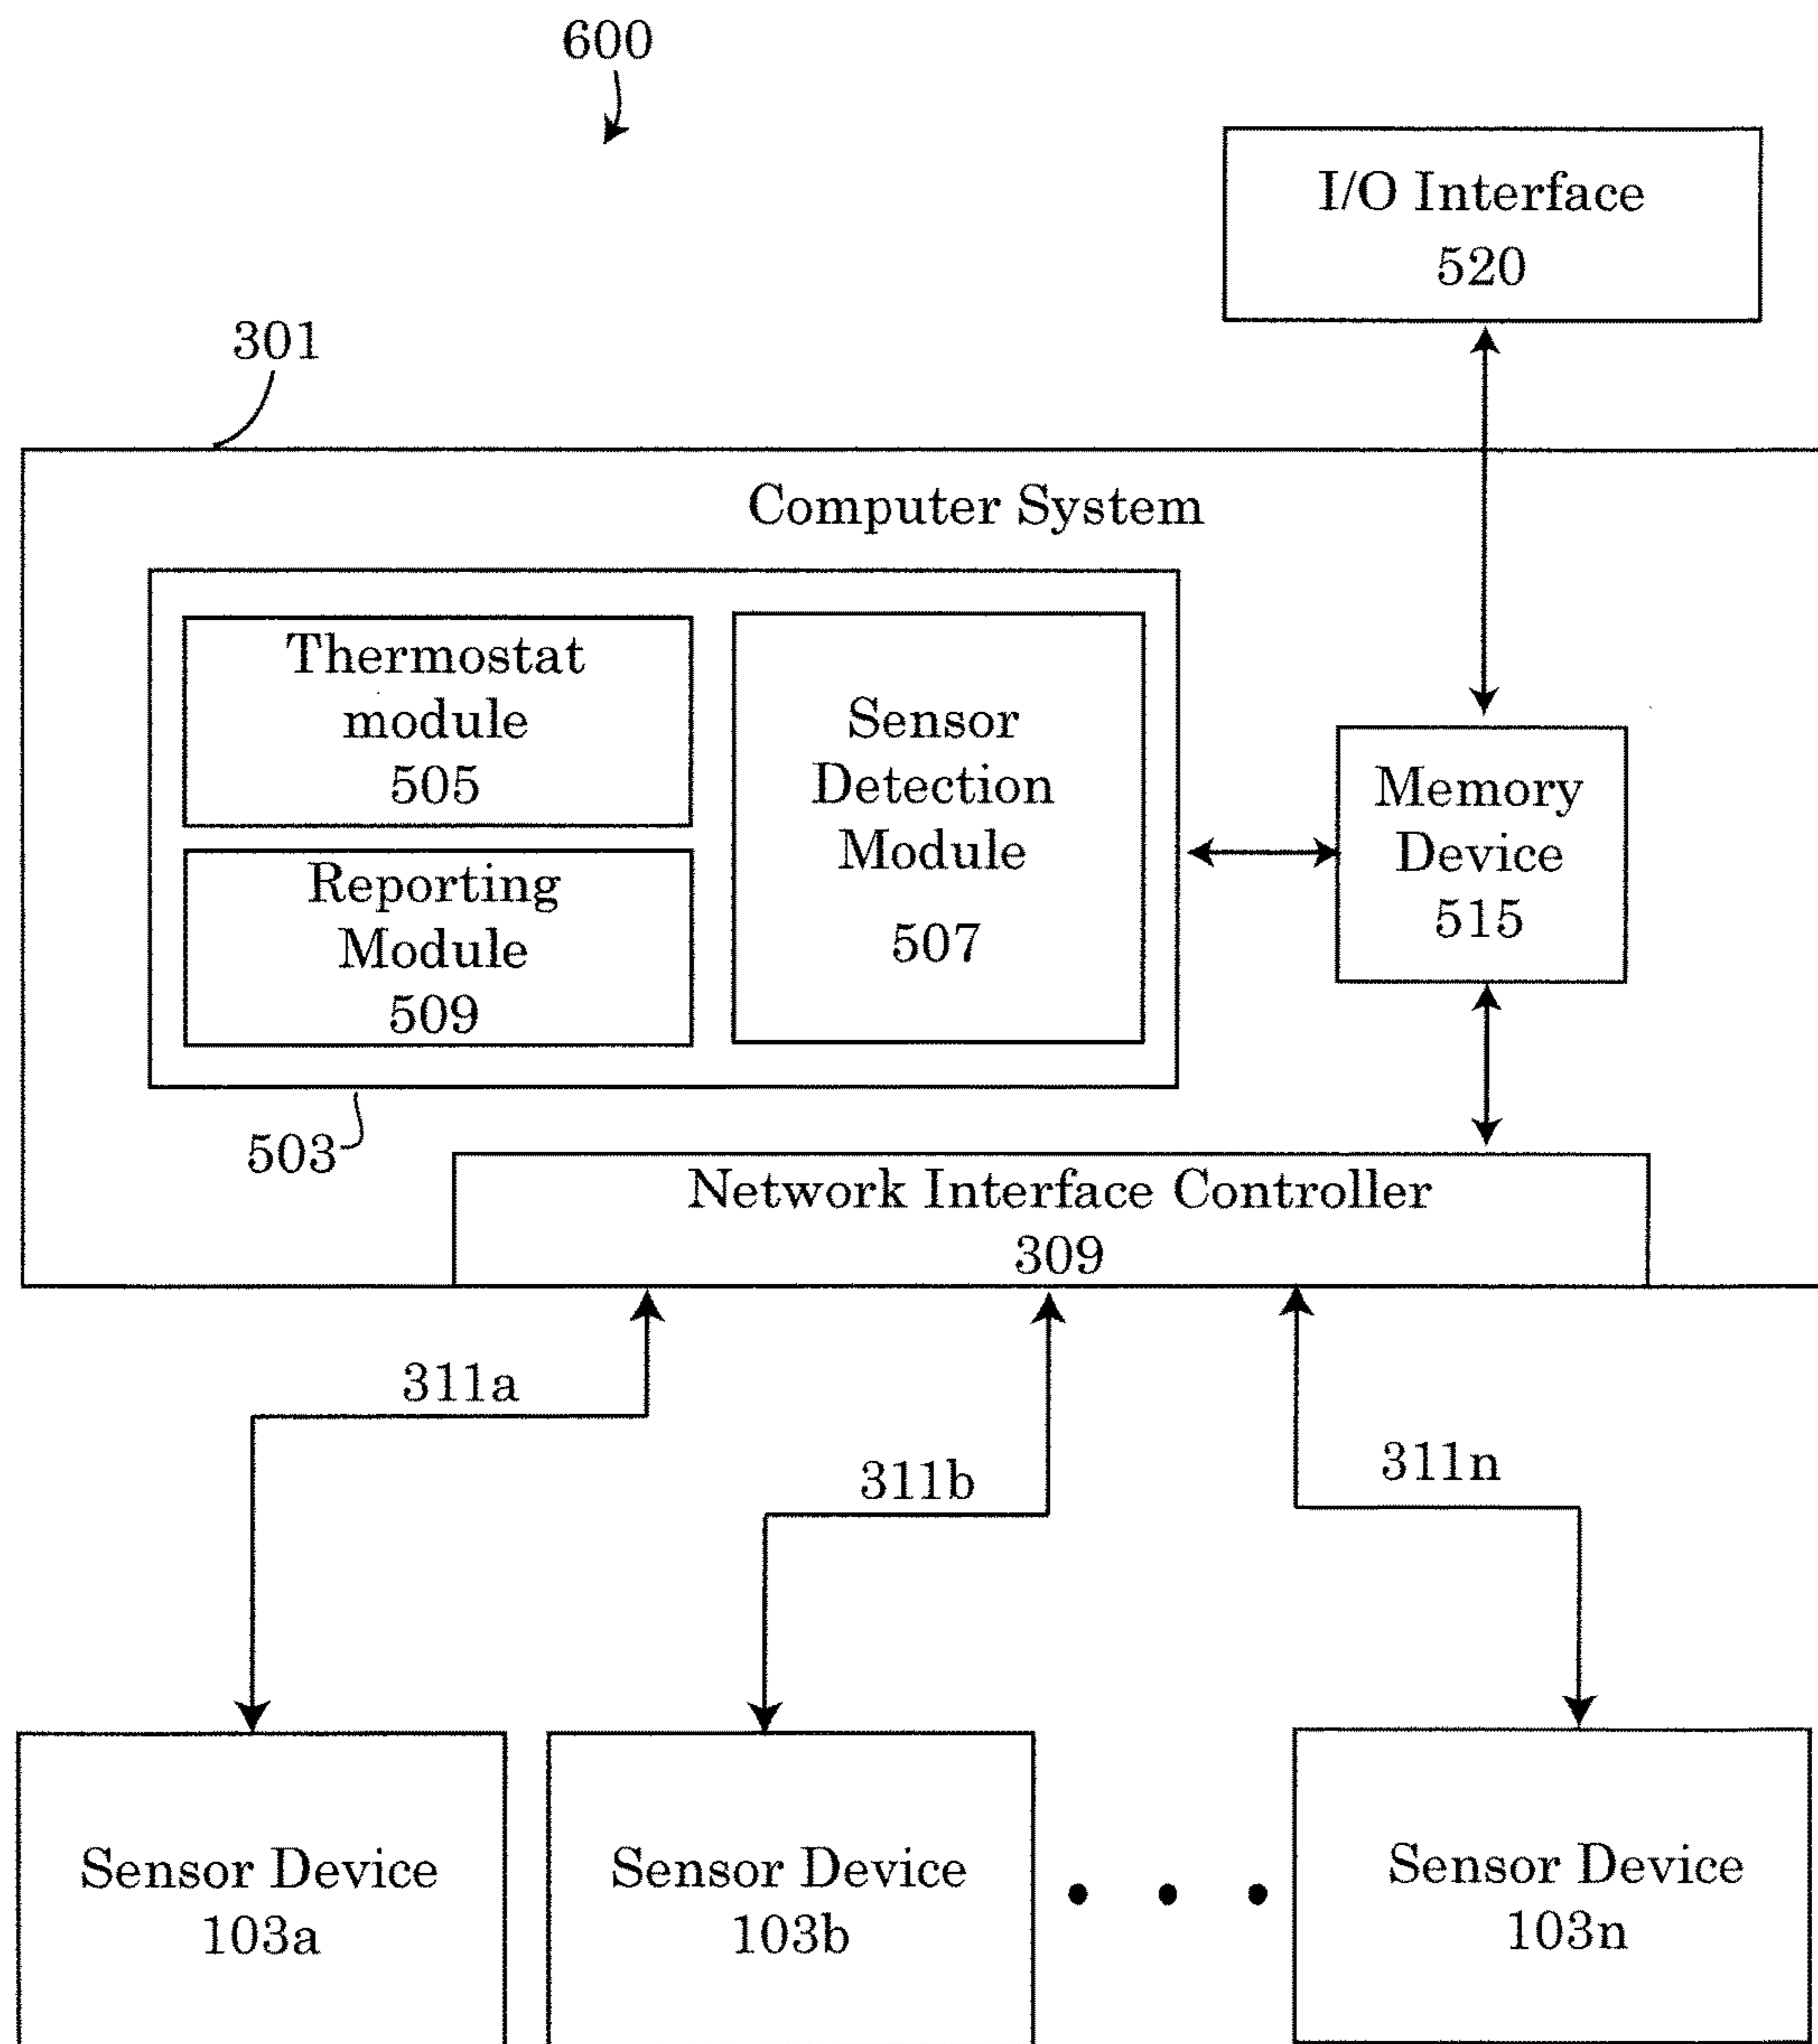 600
I/O Interface
520
301
Computer System
Thermostat
module
505
Sensor
Detection
Module
507
Memory
Device
515
Reporting
Module
509
503
Network Interface Controller
309
311a
311b
311n
Sensor Device
103a
Sensor Device
103b
Sensor Device
103n